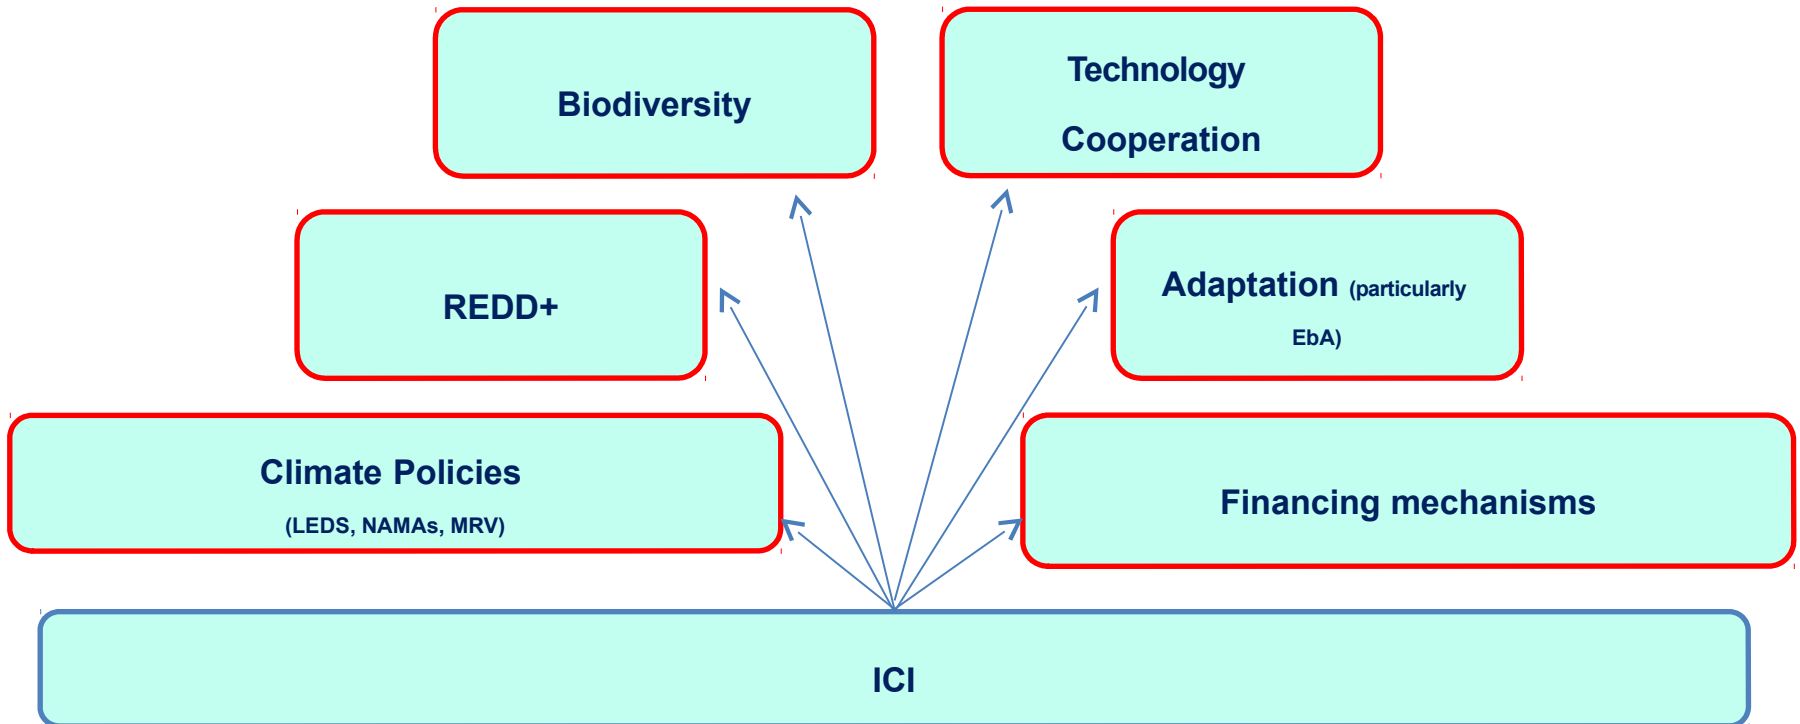 Biodiversity
Technology
Cooperation
REDD+
Adaptation (particularly
EbA)
Climate Policies
(LEDS, NAMAs, MRV)
Financing mechanisms
ICI